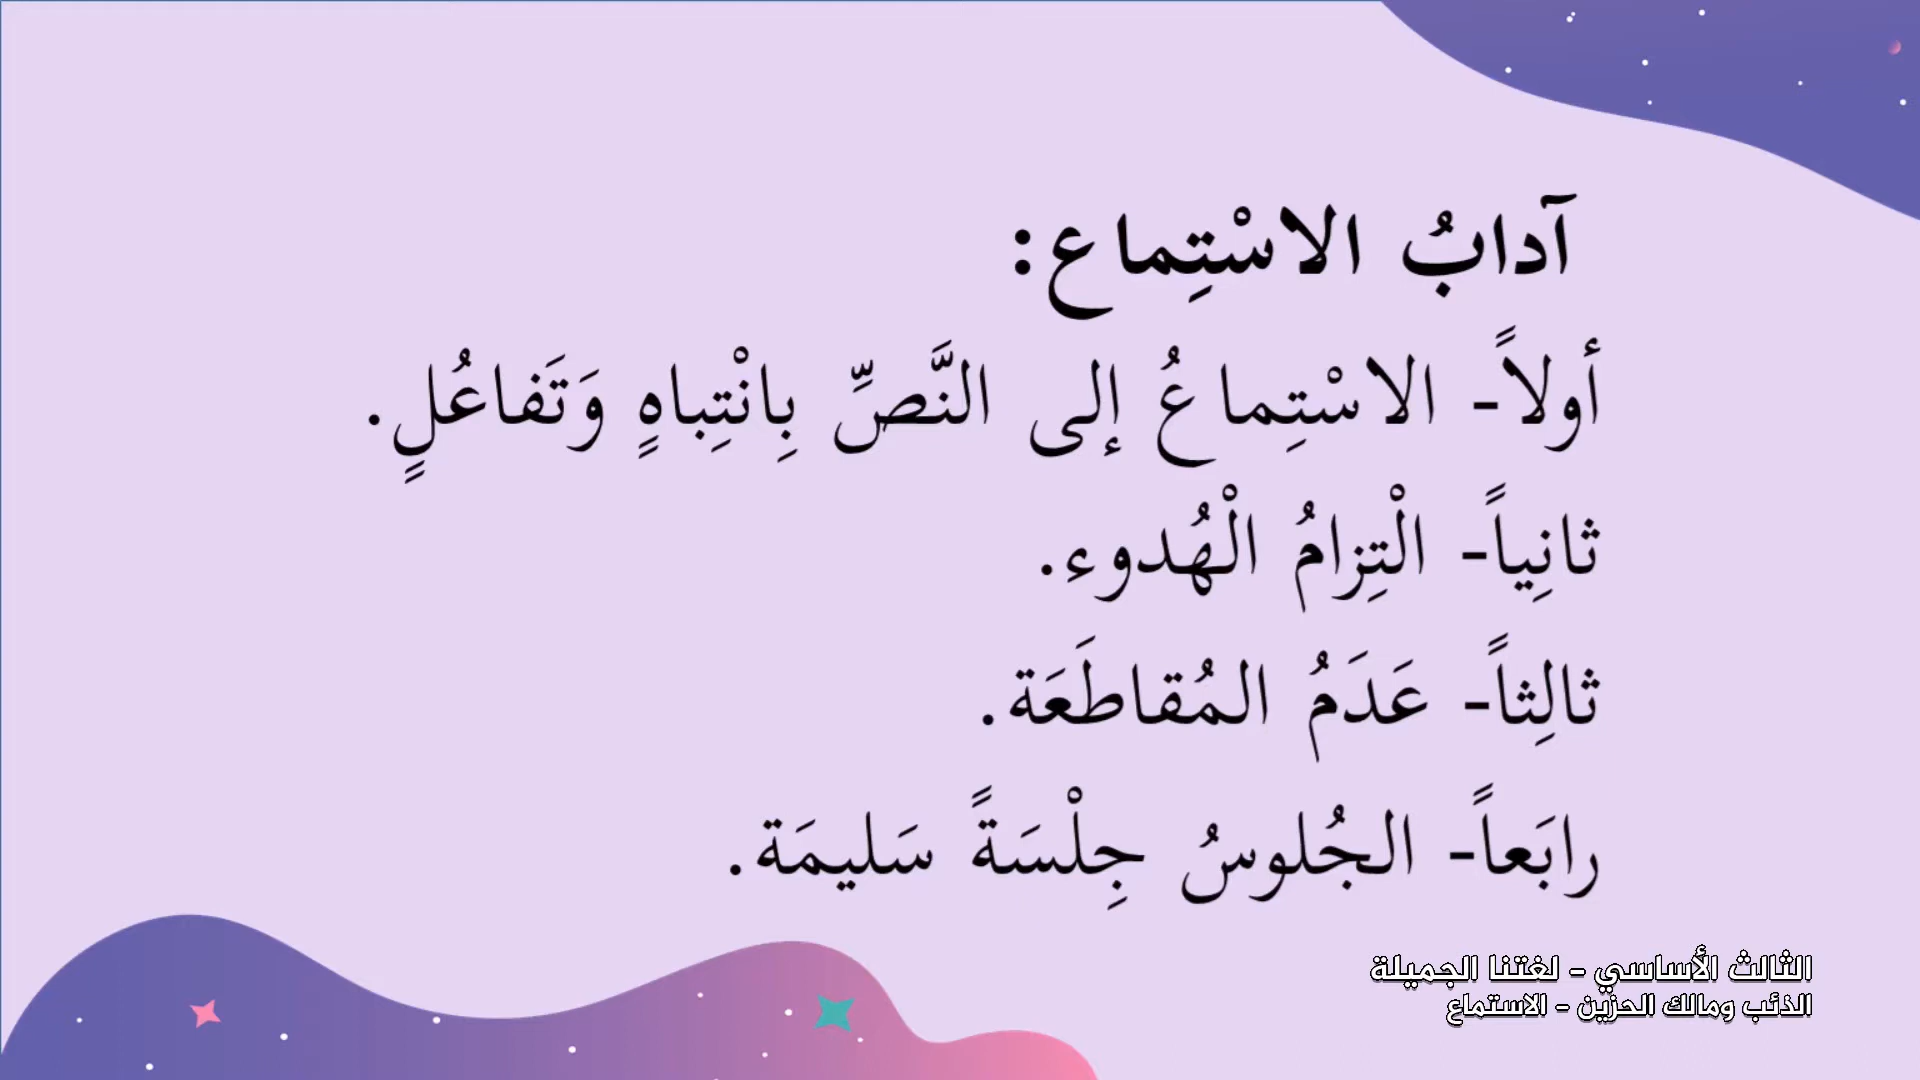 آدابُ الاسْتِماع:
أولاً- الاسْتِماعُ إلى النَّصِّ بِانْتِباهٍ وَتَفاعُلٍ.
ثانِياً- الْتِزامُ الْهُدوء.
ثالِثاً- عَدَمُ المُقاطَعَة.
رابَعاً- الجُلوسُ جِلْسَةً سَليمَة.
الثالث الأساسي - لغتنا الجميلة
الذئب ومالك الحزين - الاستماع